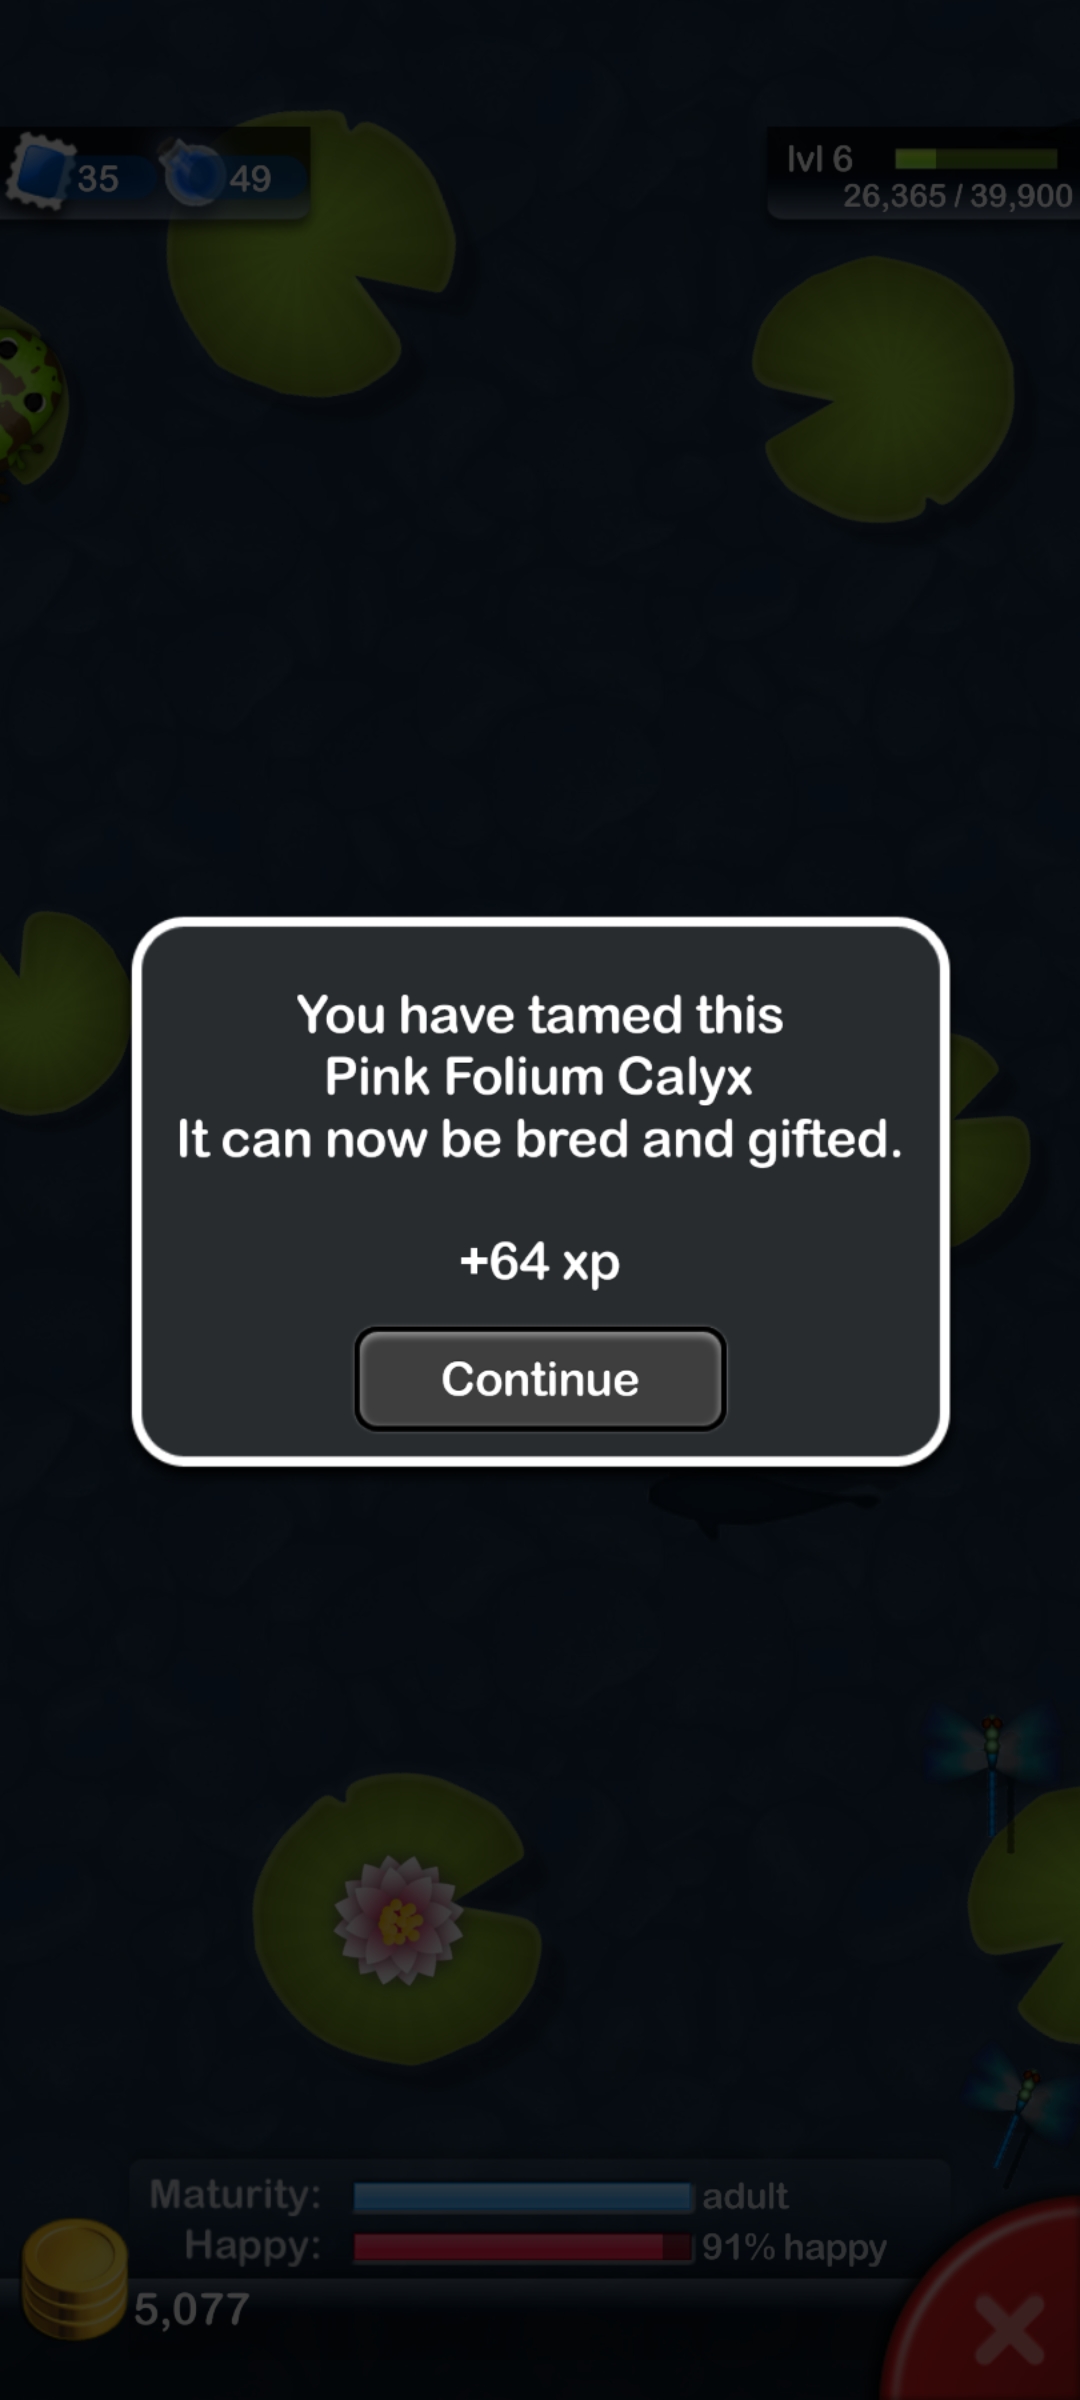 35
49
lvl 6
26,365 / 39,900
You have tamed this
Pink Folium Calyx
It can now be bred and gifted.
+64 xp
Continue
Maturity: adult
Happy: 91% happy
5,077